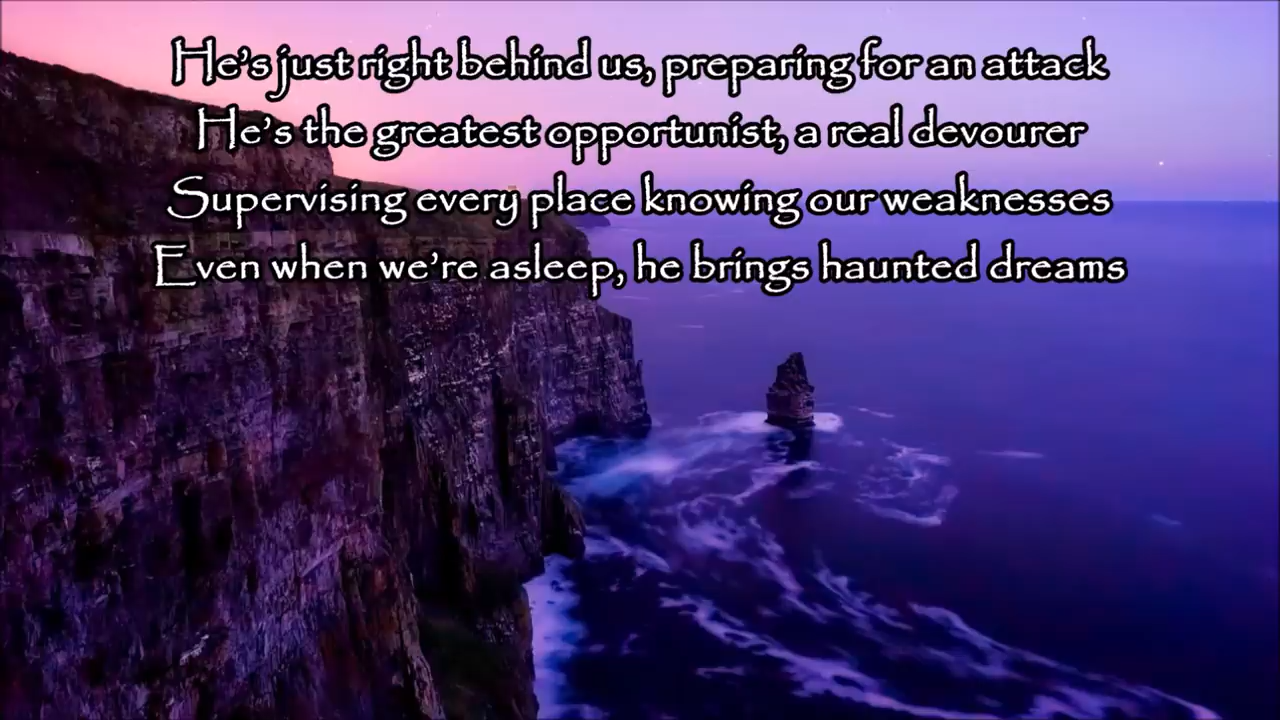 He's just right behind us, preparing for an attack
He's the greatest opportunist, a real devourer
Supervising every place knowing our weaknesses
Even when we're asleep, he brings haunted dreams